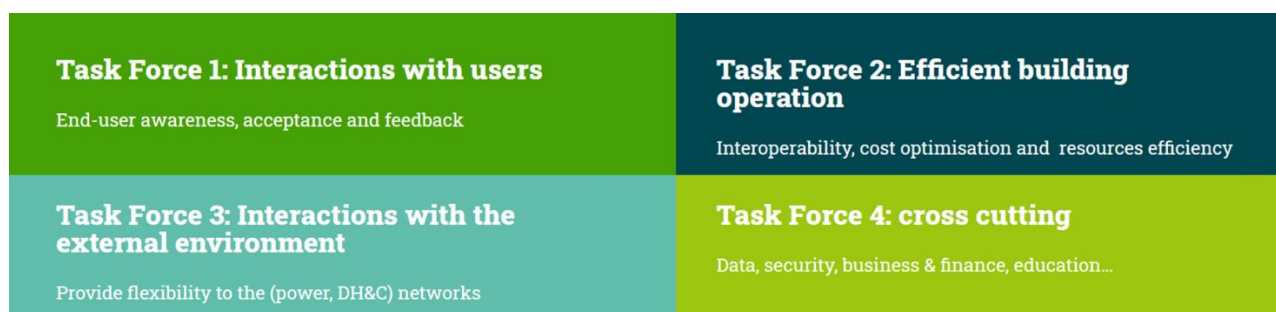 Task Force 1: Interactions with users
End-user awareness, acceptance and feedback
Task Force 2: Efficient building
operation
Interoperability, cost optimisation and resources efficiency
Task Force 3: Interactions with the
external environment
Provide flexibility to the (power, DH&C) networks
Task Force 4: cross cutting
Data, security, business & finance, education...